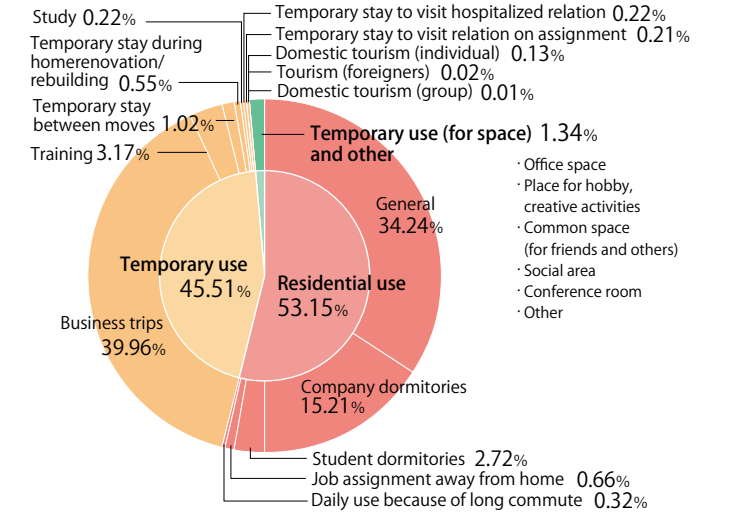 Study 0.22%
Temporary stay during
homerenovation/
rebuilding 0.55%
Temporary stay
between moves 1.02%
Training 3.17%
Temporary stay to visit hospitalized relation 0.22%
Temporary stay to visit relation on assignment 0.21%
Domestic tourism (individual) 0.13%
Tourism (foreigners) 0.02%
Domestic tourism (group) 0.01%
Temporary use (for space) 1.34%
and other
· Office space
· Place for hobby,
creative activities
· Common space
(for friends and others)
· Social area
· Conference room
· Other
General
34.24%
Temporary use
45.51%
Residential use
53.15%
Business trips
39.96%
Company dormitories
15.21%
Student dormitories 2.72%
Job assignment away from home 0.66%
Daily use because of long commute 0.32%